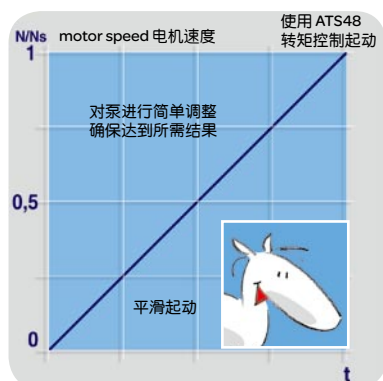 使用 ATS48
N/Ns motor speed 电机速度 转矩控制起动
1
对泵进行简单调整
确保达到所需结果
0,5
平滑起动
0
t